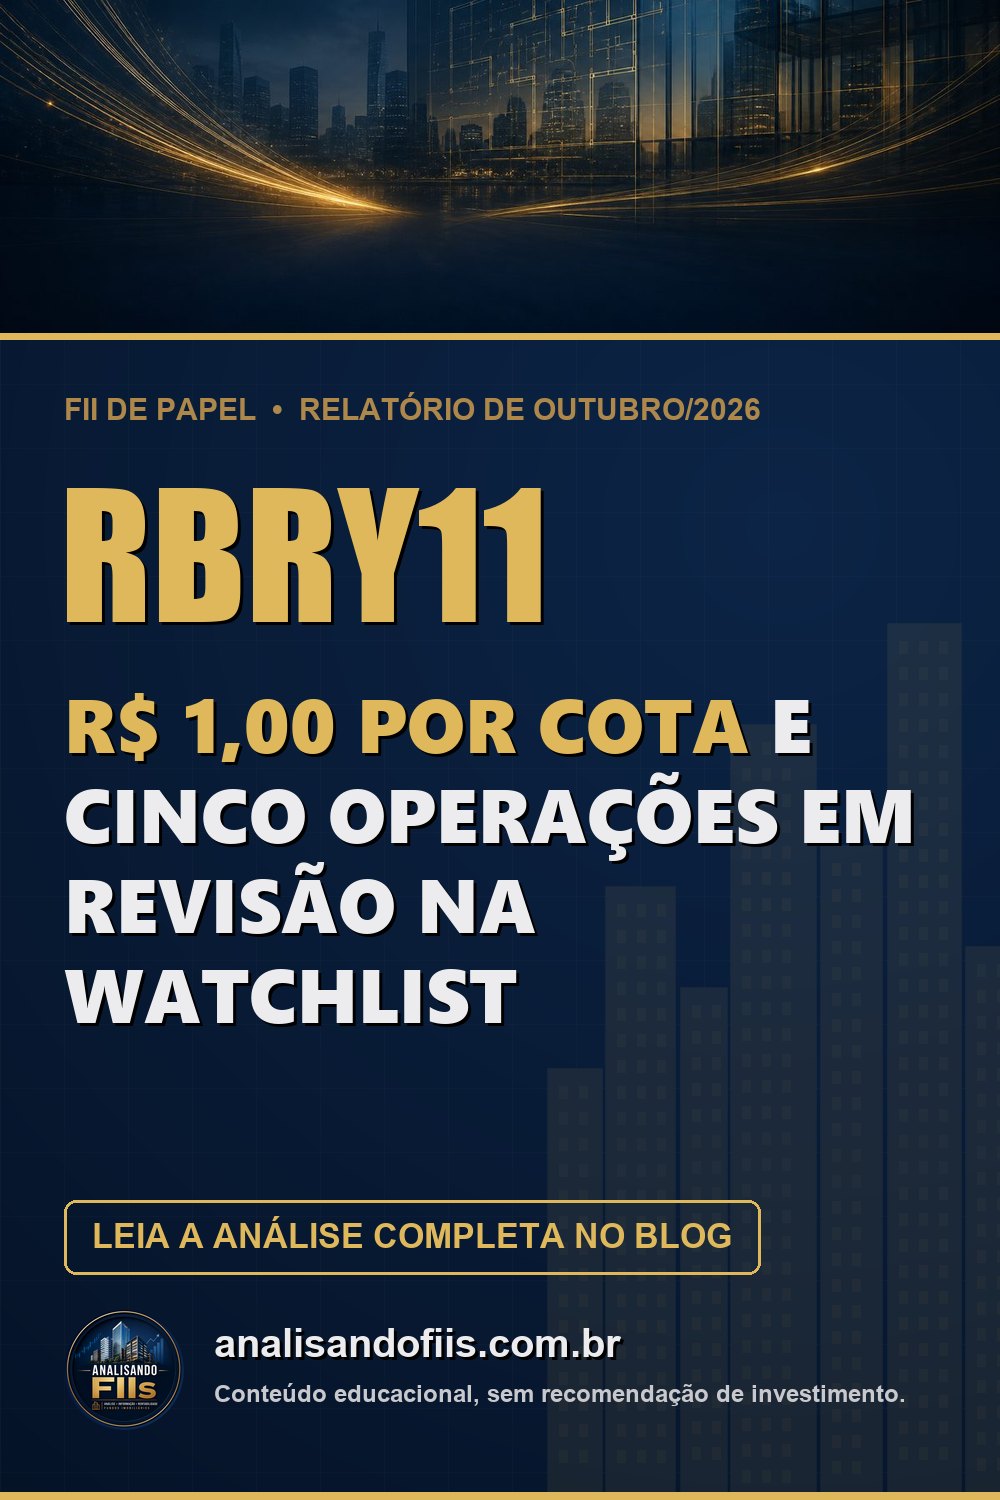 FII DE PAPEL • RELATÓRIO DE OUTUBRO/2026
RBRY11
R$ 1,00 POR COTA E
CINCO OPERAÇÕES EM
REVISÃO NA
WATCHLIST
LEIA A ANÁLISE COMPLETA NO BLOG
analisandofiis.com.br
Conteúdo educacional, sem recomendação de investimento.
ANALISANDO
FIIs